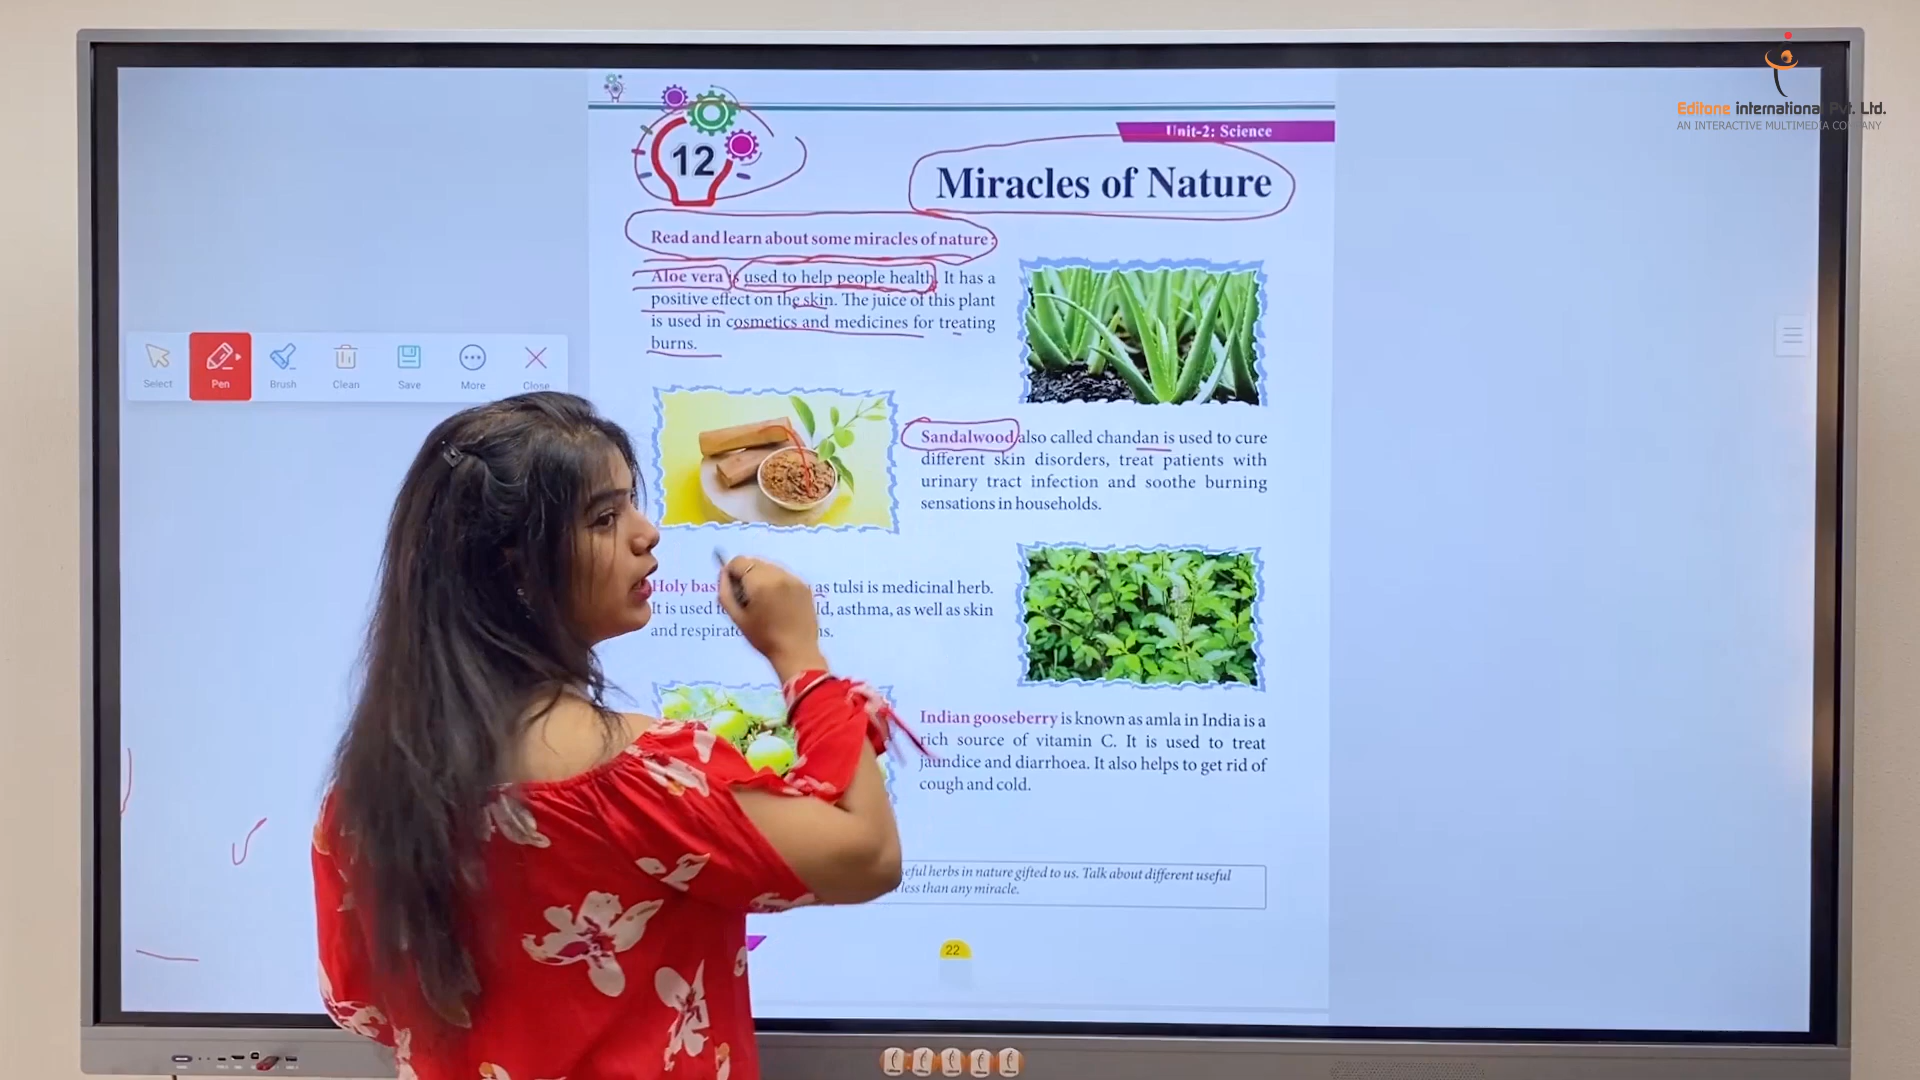 Editone international Pvt. Ltd.
AN INTERACTIVE MULTIMEDIA COMPANY
Unit-2: Science
12
Miracles of Nature
Read and learn about some miracles of nature:
Aloe vera is used to help people health. It has a
positive effect on the skin. The juice of this plant
is used in cosmetics and medicines for treating
burns.
Select
Pen
Brush
Clean
Save
More
Close
Sandalwood also called chandan is used to cure
different skin disorders, treat patients with
urinary tract infection and soothe burning
sensations in households.
Holy as tulsi is medicinal herb.
It is used asthma, as well as skin
and
Indian gooseberry is known as amla in India is a
rich source of vitamin C. It is used to treat
jaundice and diarrhoea. It also helps to get rid of
cough and cold.
herbs in nature gifted to us. Talk about different useful
less than any miracle.
22